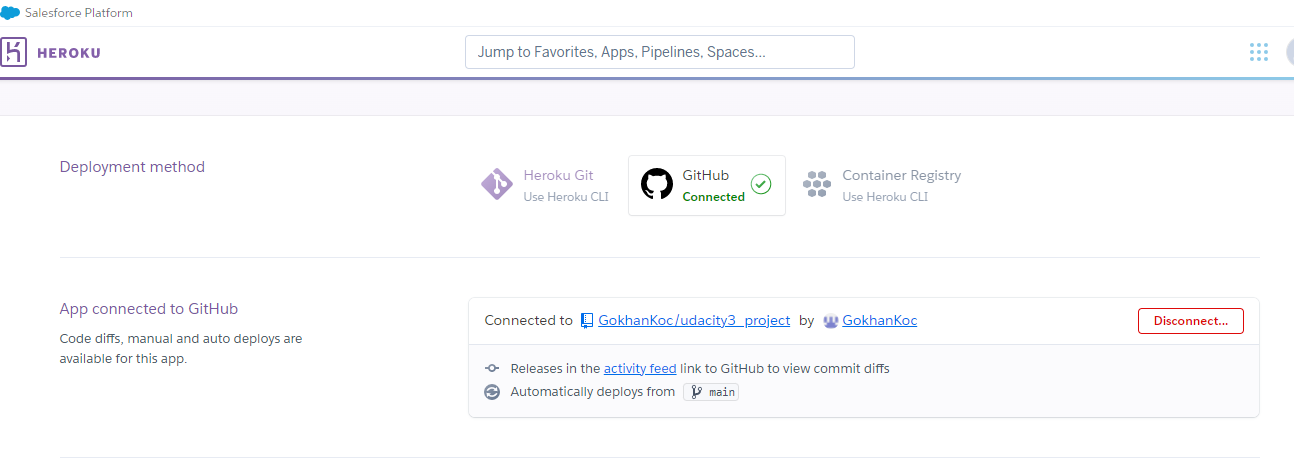 Salesforce Platform
HEROKU
Jump to Favorites, Apps, Pipelines, Spaces...
Deployment method
Heroku Git
Use Heroku CLI
GitHub
Connected
Container Registry
Use Heroku CLI
App connected to GitHub
Code diffs, manual and auto deploys are
available for this app.
Connected to GokhanKoc/udacity3_project by GokhanKoc
Disconnect...
Releases in the activity feed link to GitHub to view commit diffs
Automatically deploys from main